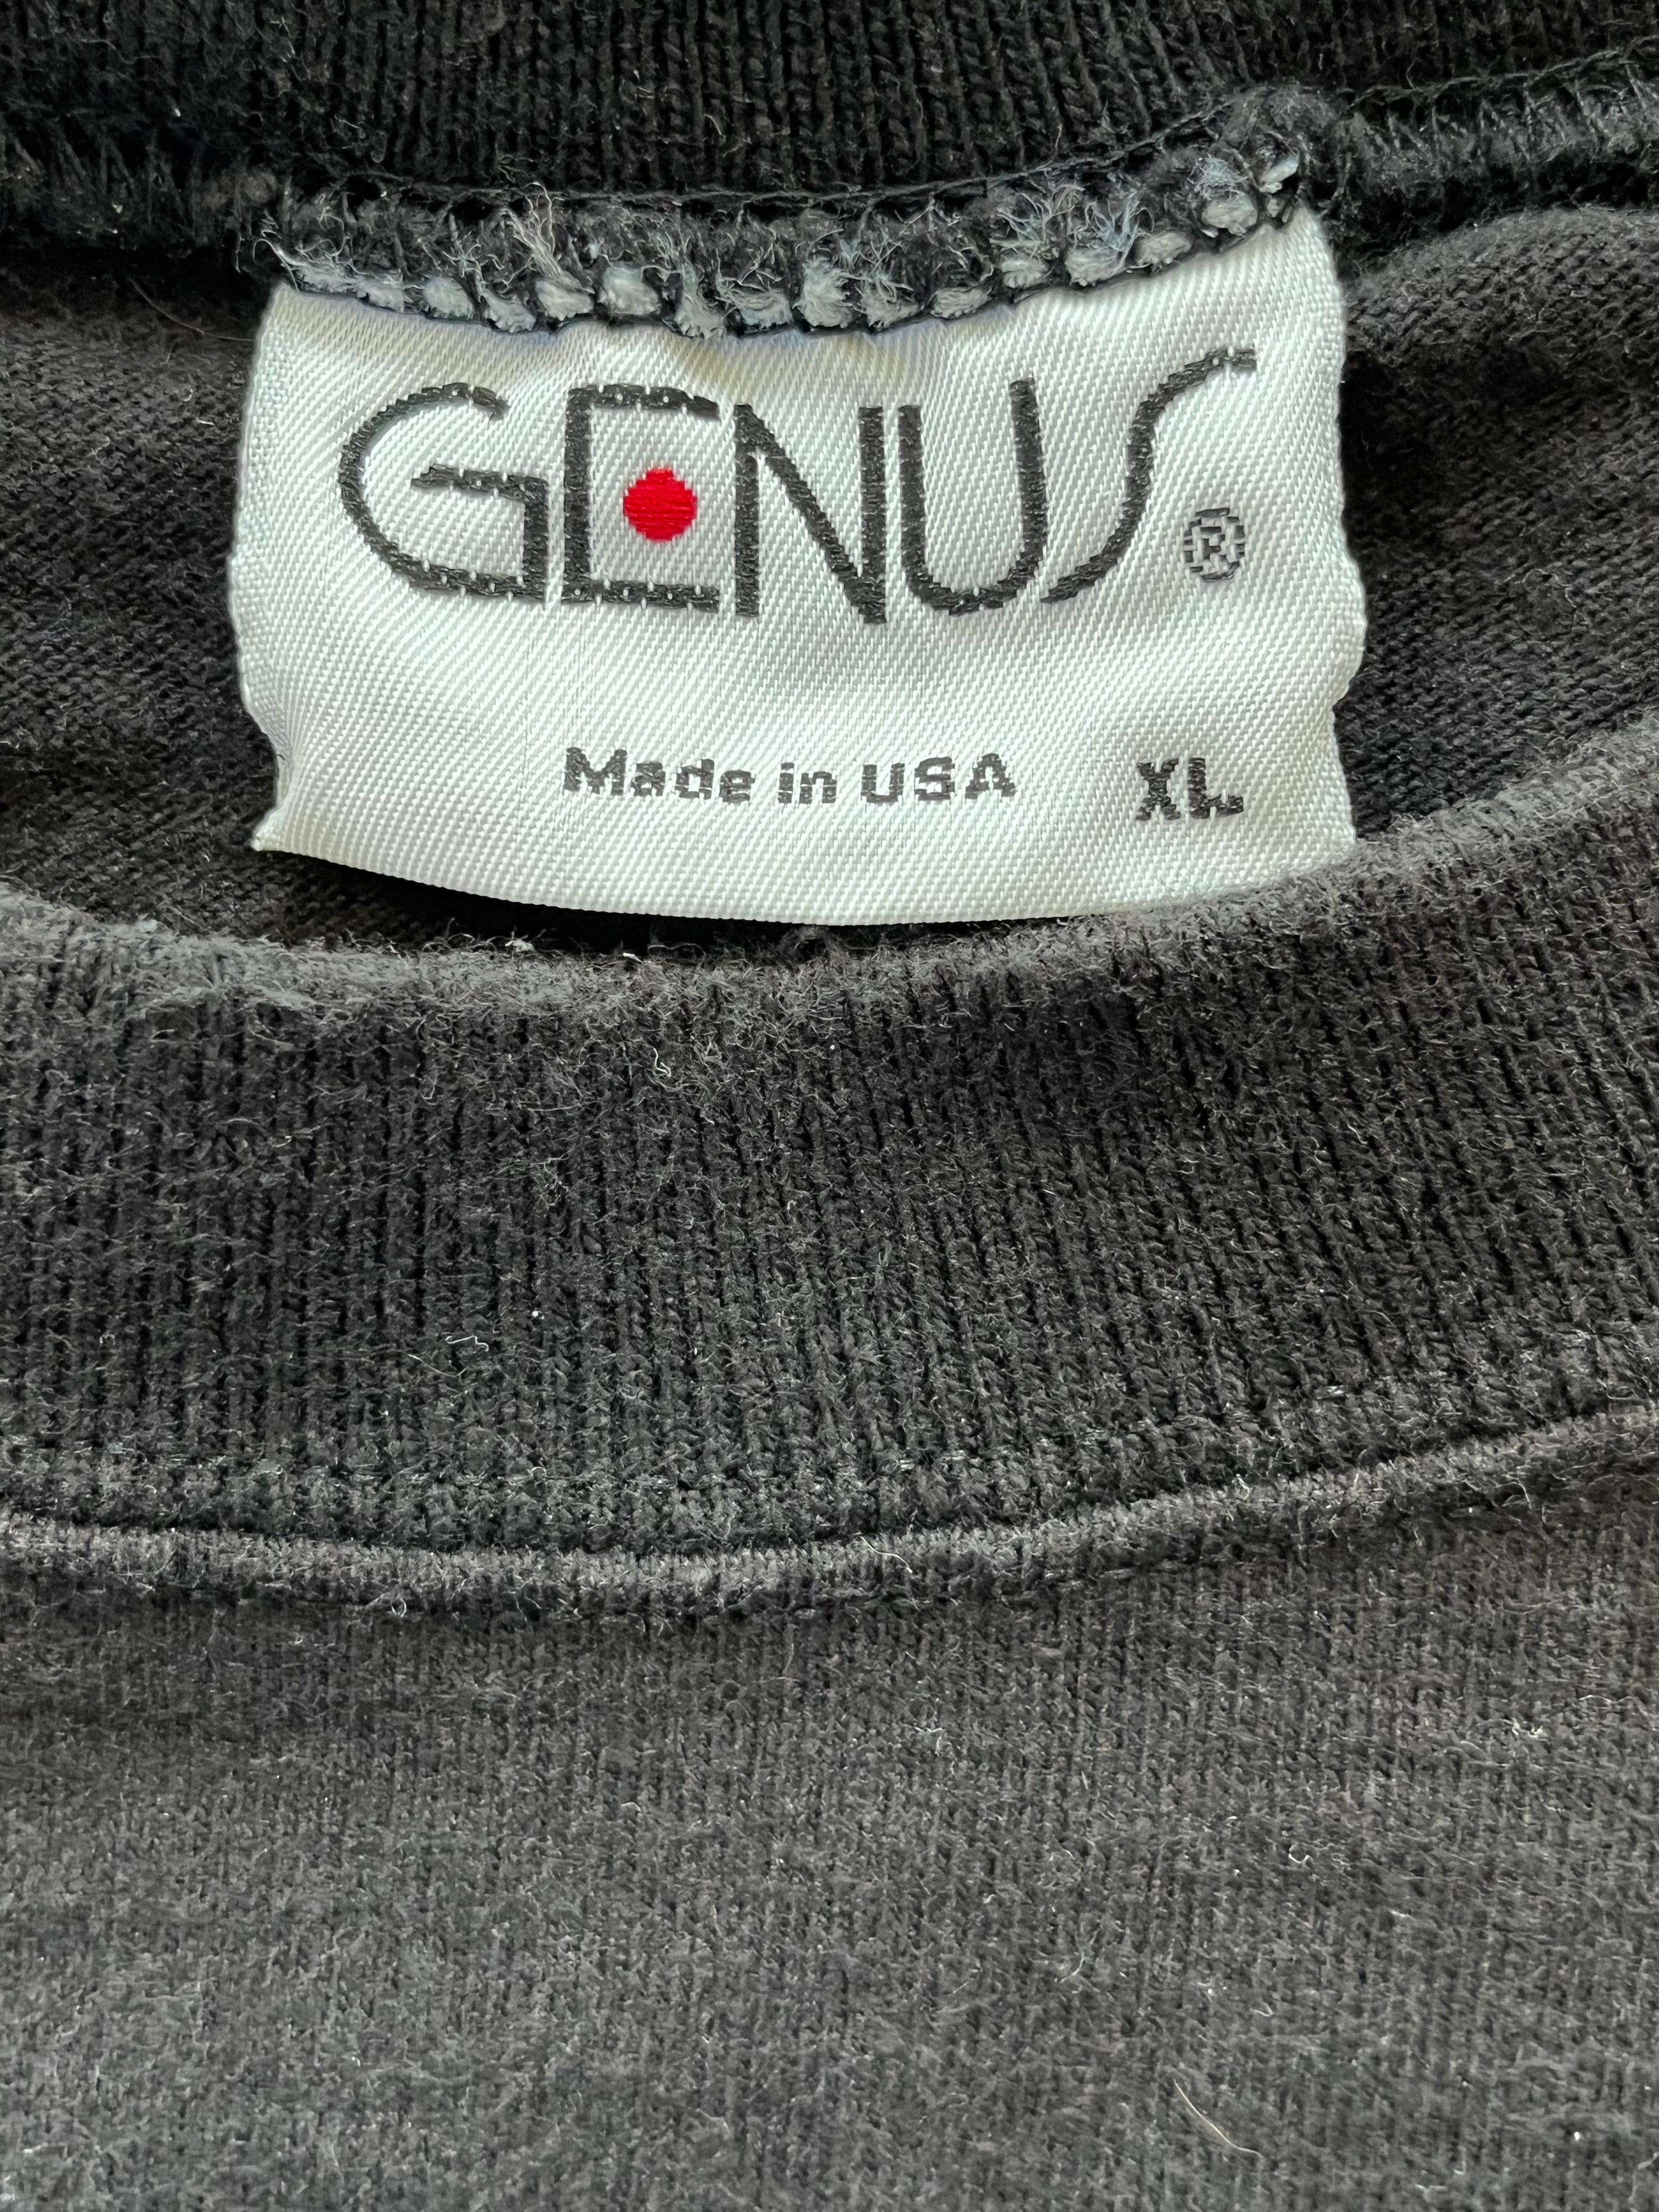 GENUS ®
Made in USA XL